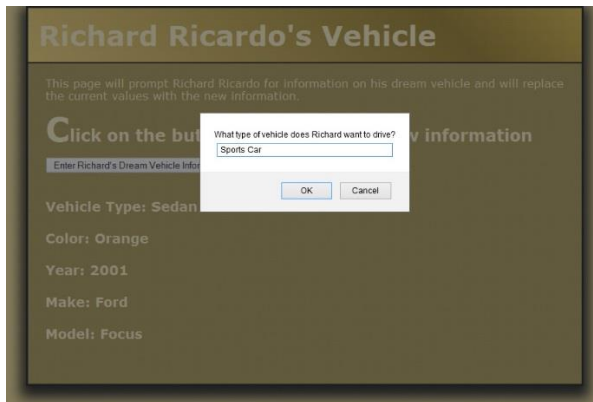 Richard Ricardo's Vehicle
This page will prompt Richard Ricardo for information on his dream vehicle and will replace
the current values with the new information.
Click on the but
information
What type of vehicle does Richard want to drive?
Sports Car
Enter Richard's Dream Vehicle Infor
OK Cancel
Vehicle Type: Sedan
Color: Orange
Year: 2001
Make: Ford
Model: Focus